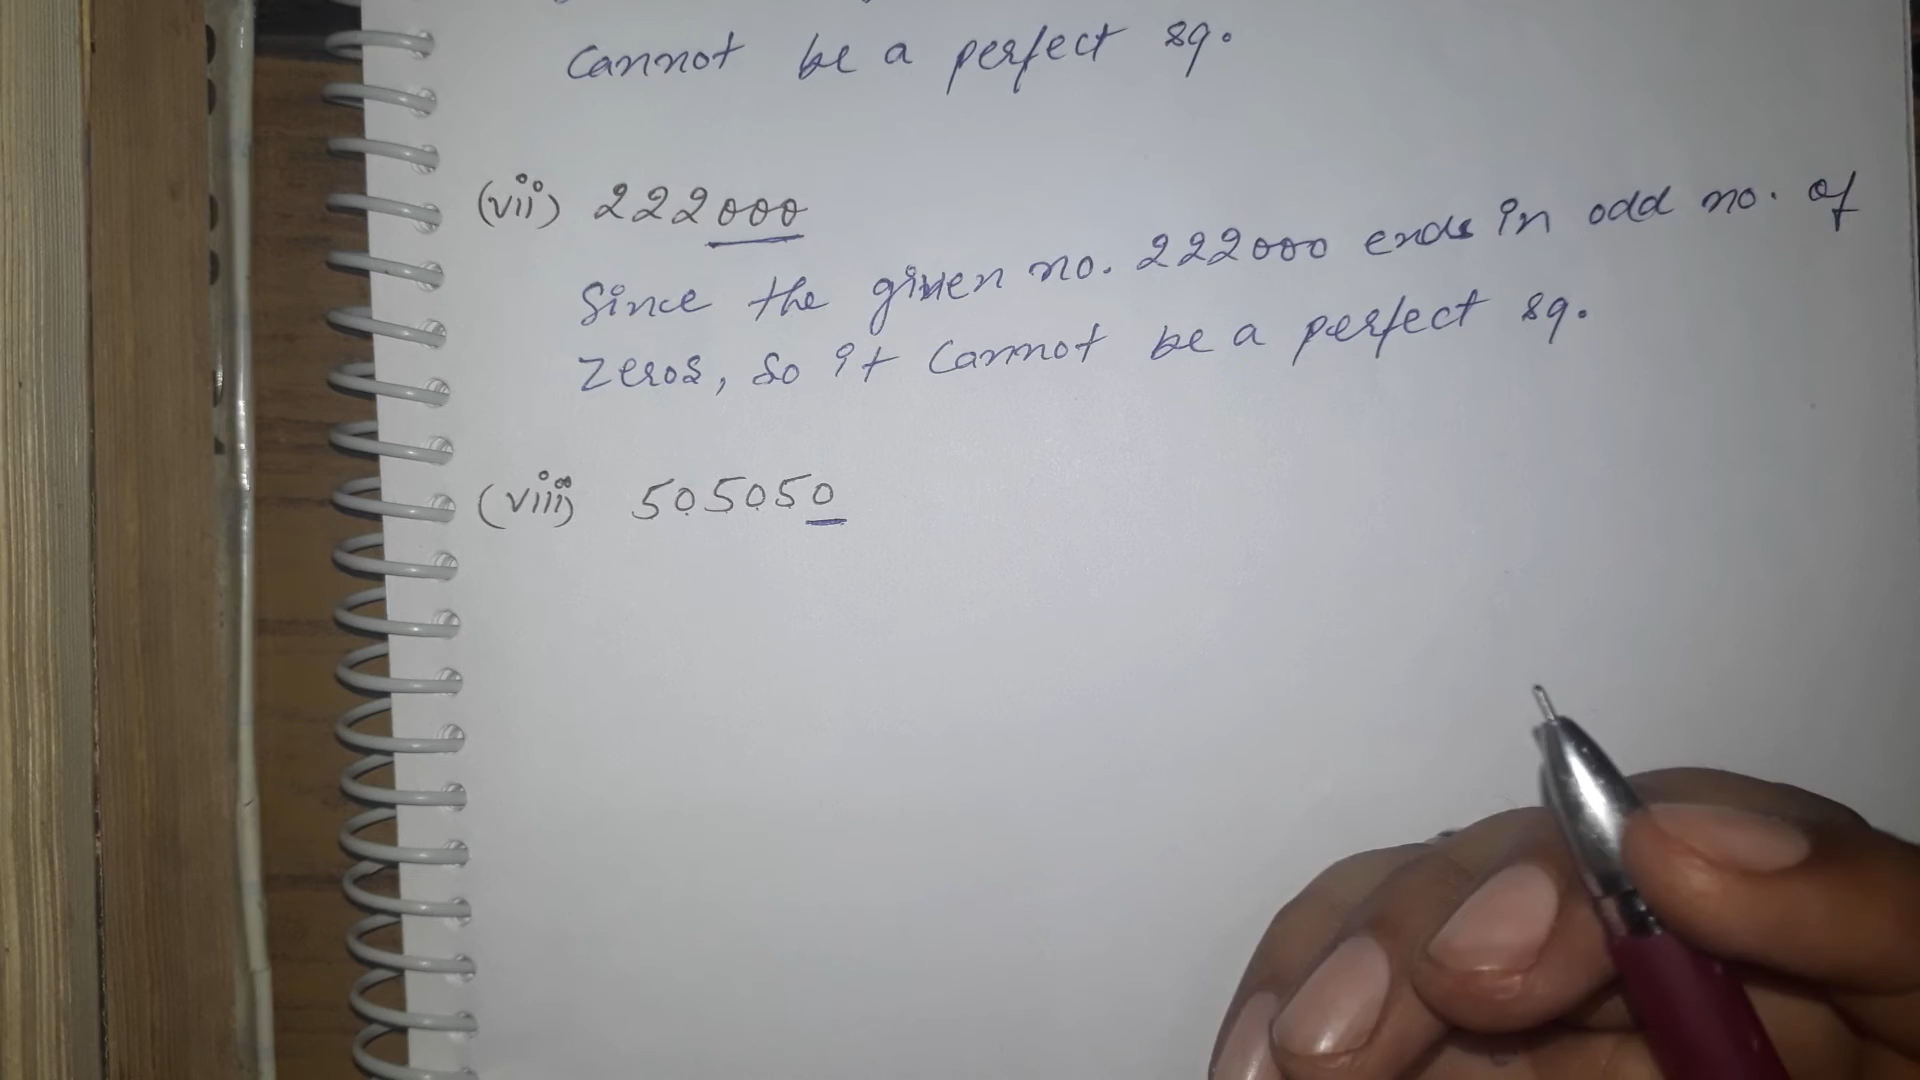 cannot be a perfect sq.
(vii) 222000
Since the given no. 222000 ends in odd no. of
zeros, so it cannot be a perfect sq.
(viii) 505050